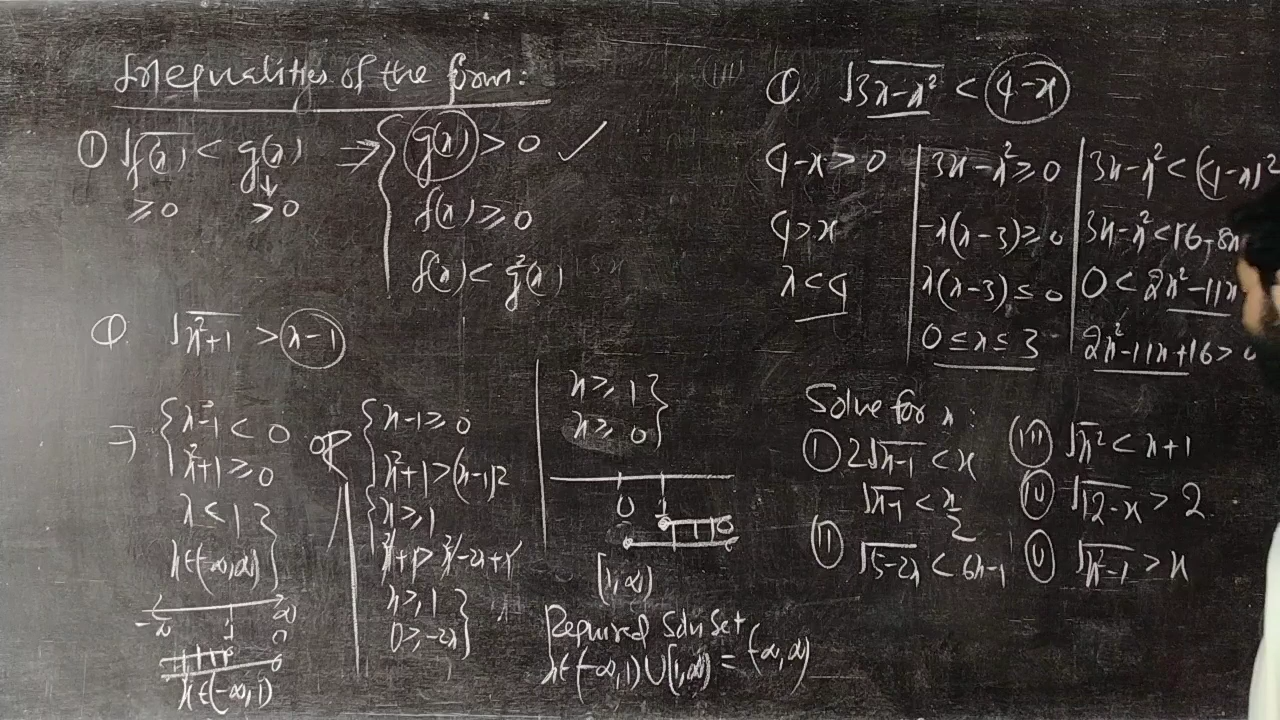 Inequalities of the form:
① √f(x) < g(x) ⇒ { g(x) > 0 ✓
≥0 >0 f(x) ≥ 0
f(x) < g²(x)
Q. √x²+1 > x-1
⇒ { x-1 < 0
x²+1 ≥ 0
x < 1
x∈(-∞,∞) }
-∞ 1 ∞
x∈(-∞,1)
or { x-1 ≥ 0
x²+1 > (x-1)²
{ x ≥ 1
x²+1 > x²-2x+1
x ≥ 1
0 ≥ -2x }
x ≥ 1
x ≥ 0 }
0 1
[1,∞)
Required Soln Set
x∈(-∞,1)∪[1,∞) = (-∞,∞)
(iii)
Q. √3x-x² < 4-x
4-x > 0
4 > x
x < 4
3x-x² ≥ 0
-x(x-3) ≥ 0
x(x-3) ≤ 0
0 ≤ x ≤ 3
3x-x² < (4-x)²
3x-x² < 16-8x
0 < 2x²-11x
2x²-11x+16 > 0
Solve for x:
① 2√x-1 < x
√x-1 < x/2
(ii) √5-2x < 6x-1
(iii) √x² < x+1
(iv) √12-x > 2
(v) √x²-1 > x